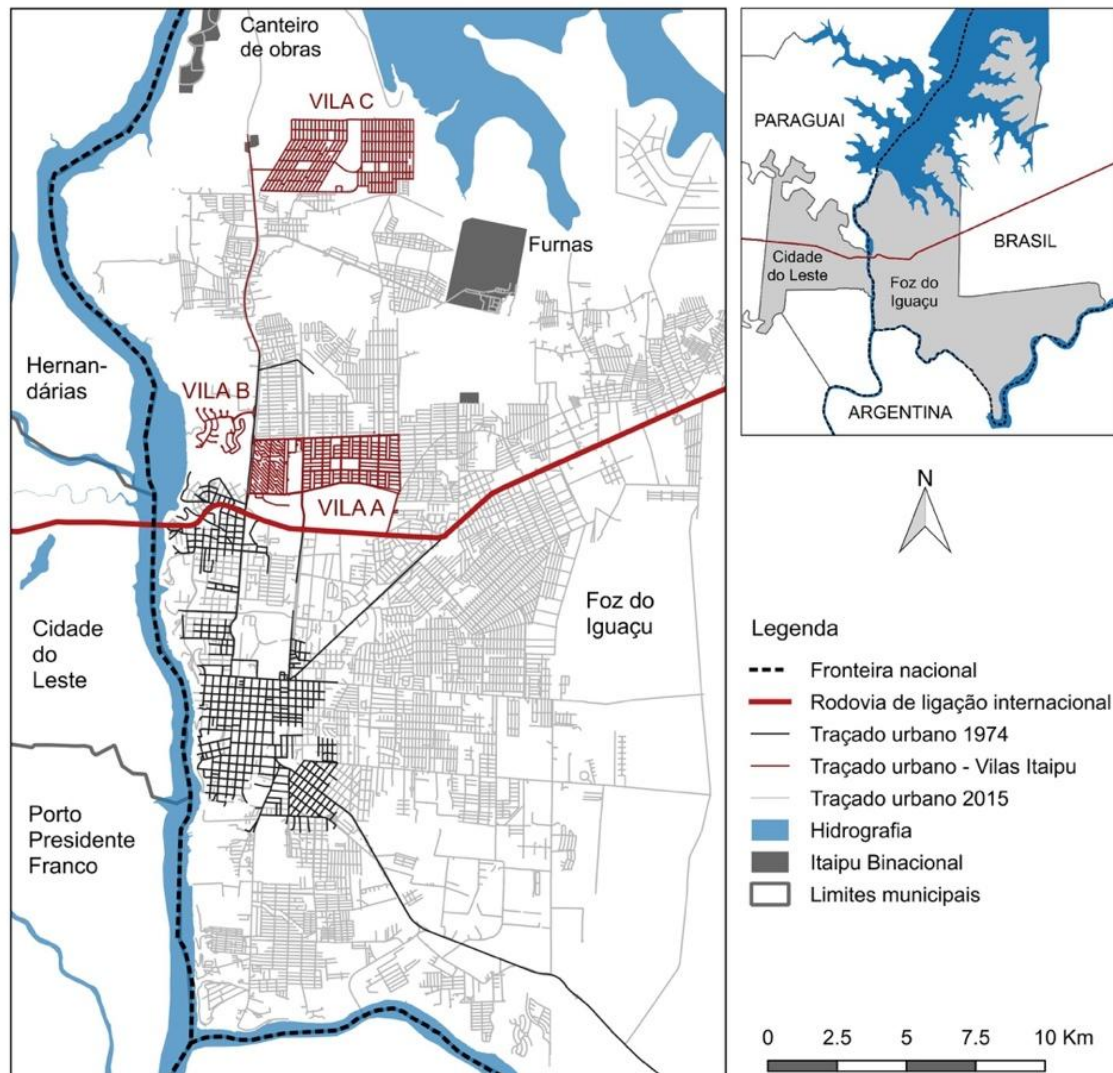 Canteiro
de obras
VILA C
Furnas
Hernan-
dárias
VILA B
VILA A
Cidade
do
Leste
Foz do
Iguaçu
Porto
Presidente
Franco
PARAGUAI
BRASIL
Cidade
do Leste
Foz do
Iguaçu
ARGENTINA
N
Legenda
Fronteira nacional
Rodovia de ligação internacional
Traçado urbano 1974
Traçado urbano - Vilas Itaipu
Traçado urbano 2015
Hidrografia
Itaipu Binacional
Limites municipais
0 2.5 5 7.5 10 Km